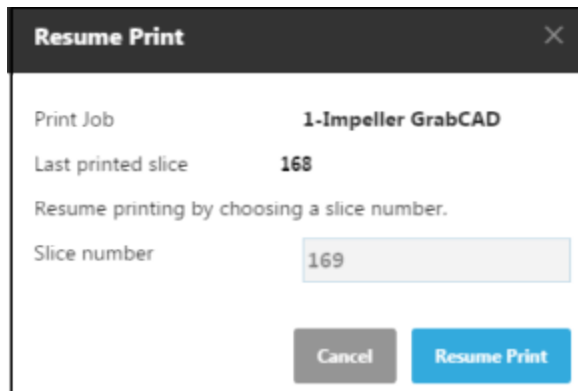 Resume Print
Print Job 1-Impeller GrabCAD
Last printed slice 168
Resume printing by choosing a slice number.
Slice number 169
Cancel Resume Print